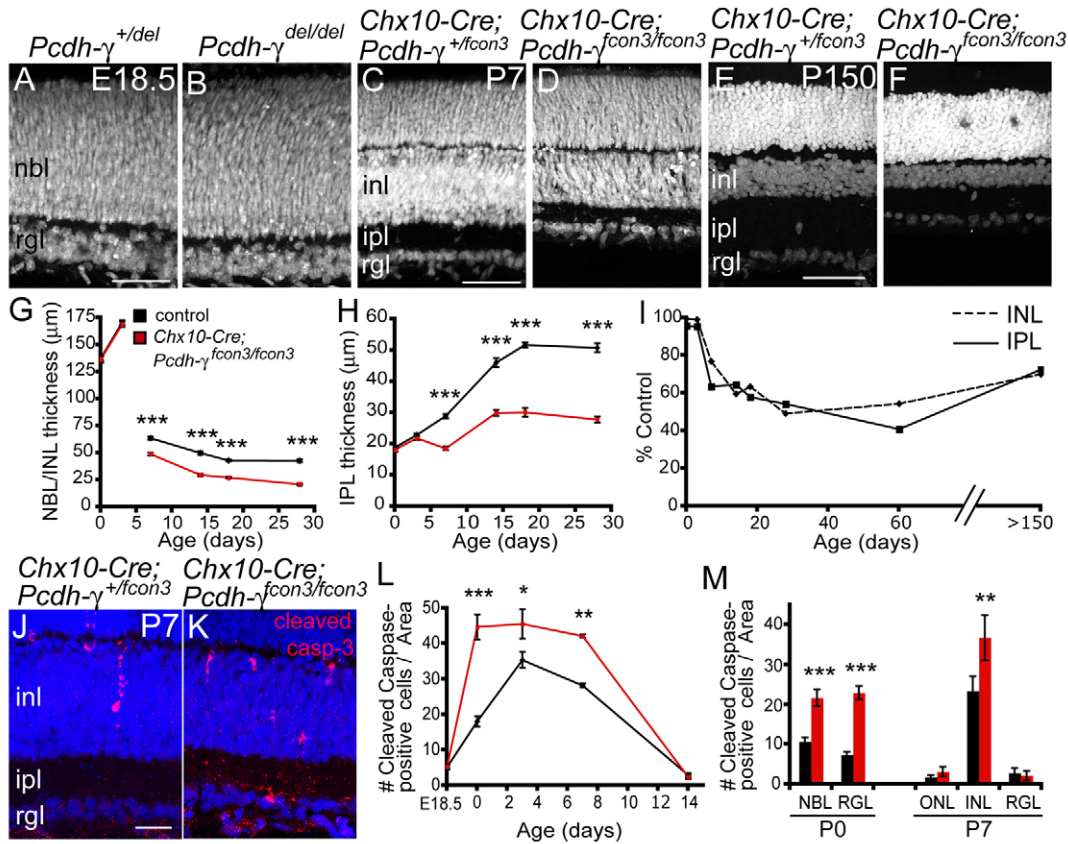 Pcdh-γ+/del
Pcdh-γdel/del
Chx10-Cre;
Pcdh-γ+/fcon3
Chx10-Cre;
Pcdh-γfcon3/fcon3
Chx10-Cre;
Pcdh-γ+/fcon3
Chx10-Cre;
Pcdh-γfcon3/fcon3
A E18.5
B
C P7
D
E P150
F
nbl
rgl
inl
ipl
rgl
inl
ipl
rgl
G
NBL/INL thickness (μm)
175
150
125
100
75
50
25
0
control
Chx10-Cre;
Pcdh-γfcon3/fcon3
*** *** *** ***
0 5 10 15 20 25 30
Age (days)
H
IPL thickness (μm)
60
50
40
30
20
10
0
*** *** *** ***
0 5 10 15 20 25 30
Age (days)
I
% Control
100
80
60
40
20
0
INL
IPL
0 20 40 60 >150
Age (days)
Chx10-Cre;
Pcdh-γ+/fcon3
Chx10-Cre;
Pcdh-γfcon3/fcon3
J P7
K cleaved
casp-3
inl
ipl
rgl
L
# Cleaved Caspase-
positive cells / Area
50
40
30
20
10
0
*** * **
E18.5 0 2 4 6 8 10 12 14
Age (days)
M
# Cleaved Caspase-
positive cells / Area
40
30
20
10
0
*** *** **
NBL RGL ONL INL RGL
P0 P7